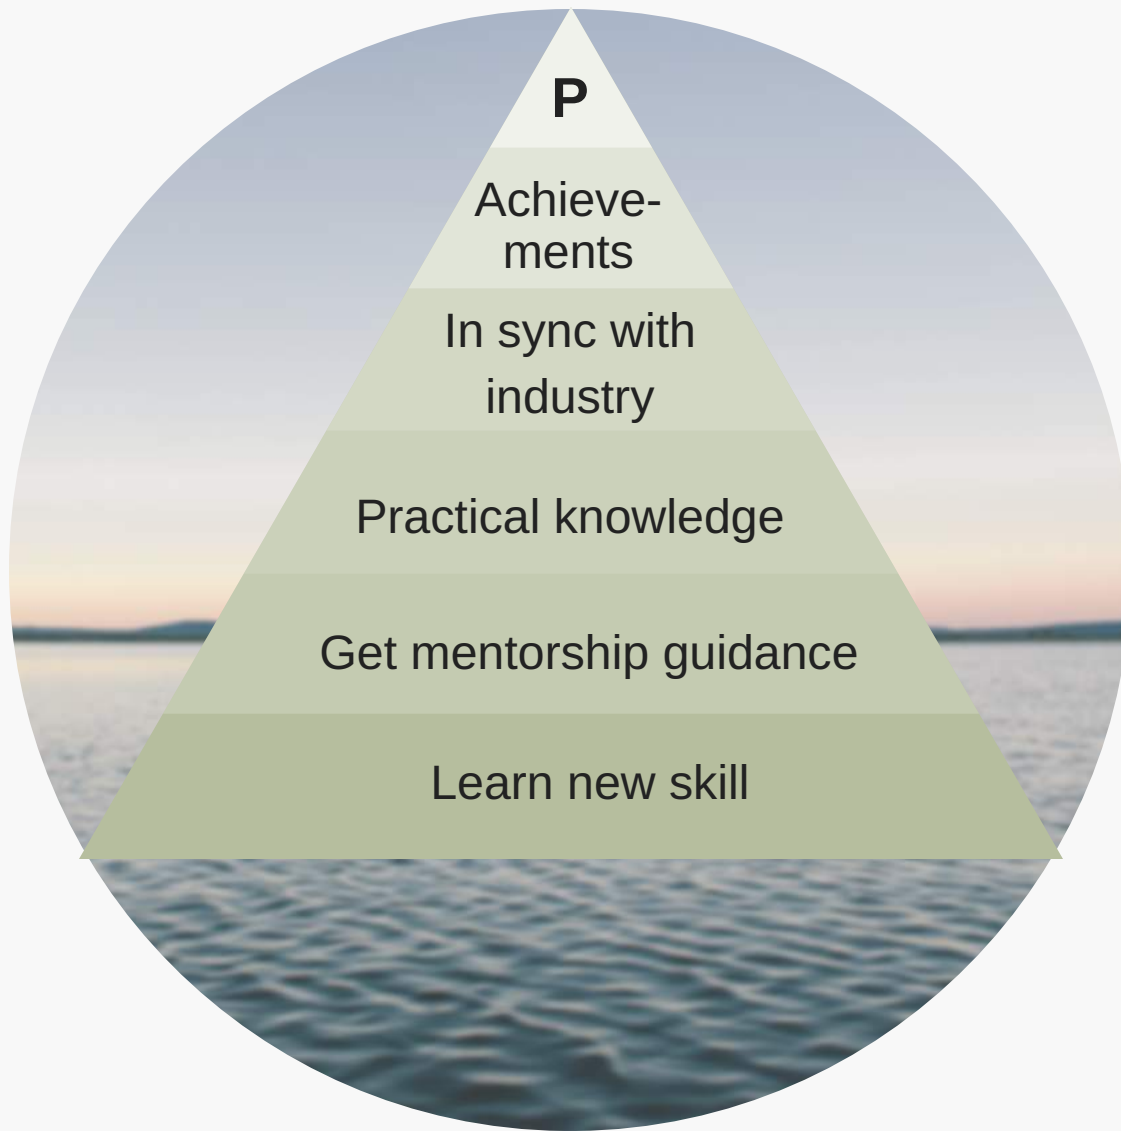 P
Achieve-
ments
In sync with
industry
Practical knowledge
Get mentorship guidance
Learn new skill